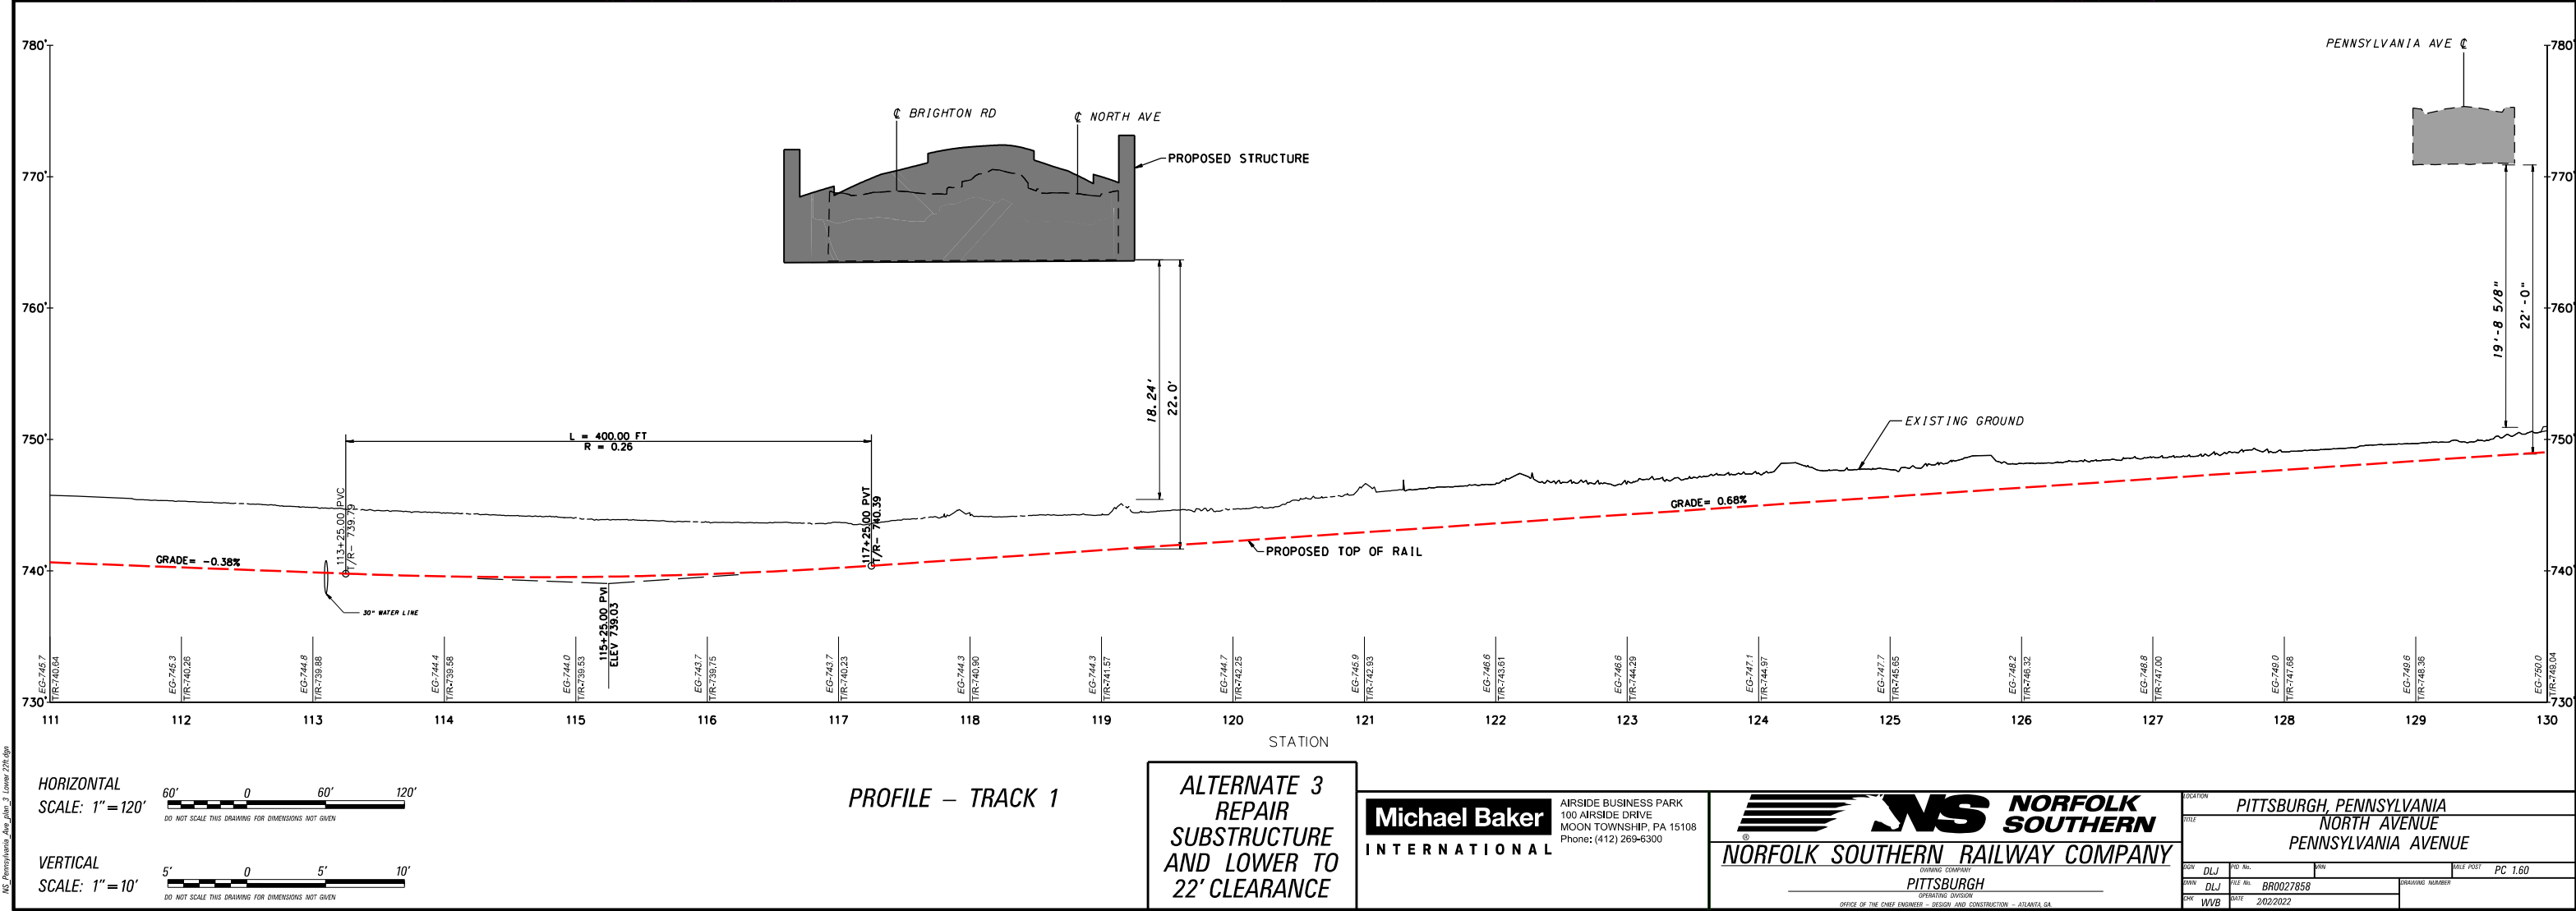 780'
770'
760'
750'
740'
730'
PENNSYLVANIA AVE ℄
780'
770'
760'
750'
740'
730'
℄ BRIGHTON RD
℄ NORTH AVE
PROPOSED STRUCTURE
19'-8 5/8"
22'-0"
18.24'
22.0'
L = 400.00 FT
R = 0.26
EXISTING GROUND
113+25.00 PVC
T/R- 739.79
117+25.00 PVT
T/R- 740.39
GRADE= 0.68%
PROPOSED TOP OF RAIL
GRADE= -0.38%
30" WATER LINE
115+25.00 PVI
ELEV 739.03
EG-745.7
T/R-740.64
EG-745.3
T/R-740.26
EG-744.8
T/R-739.88
EG-744.4
T/R-739.58
EG-744.0
T/R-739.53
EG-743.7
T/R-739.75
EG-743.7
T/R-740.23
EG-744.3
T/R-740.90
EG-744.3
T/R-741.57
EG-744.7
T/R-742.25
EG-745.9
T/R-742.93
EG-746.6
T/R-743.61
EG-746.6
T/R-744.29
EG-747.1
T/R-744.97
EG-747.7
T/R-745.65
EG-748.2
T/R-746.32
EG-748.8
T/R-747.00
EG-749.0
T/R-747.68
EG-749.6
T/R-748.36
EG-750.0
T/R-749.04
111 112 113 114 115 116 117 118 119 120 121 122 123 124 125 126 127 128 129 130
STATION
NS_Pennsylvania_Ave_plan_3 Lower 22ft.dgn
HORIZONTAL
SCALE: 1"=120'
60' 0 60' 120'
DO NOT SCALE THIS DRAWING FOR DIMENSIONS NOT GIVEN
VERTICAL
SCALE: 1"=10'
5' 0 5' 10'
DO NOT SCALE THIS DRAWING FOR DIMENSIONS NOT GIVEN
PROFILE – TRACK 1
ALTERNATE 3
REPAIR
SUBSTRUCTURE
AND LOWER TO
22' CLEARANCE
Michael Baker
INTERNATIONAL
AIRSIDE BUSINESS PARK
100 AIRSIDE DRIVE
MOON TOWNSHIP, PA 15108
Phone: (412) 269-6300
NS NORFOLK
SOUTHERN
®
NORFOLK SOUTHERN RAILWAY COMPANY
OWNING COMPANY
PITTSBURGH
OPERATING DIVISION
OFFICE OF THE CHIEF ENGINEER – DESIGN AND CONSTRUCTION – ATLANTA, GA.
LOCATION
PITTSBURGH, PENNSYLVANIA
TITLE
NORTH AVENUE
PENNSYLVANIA AVENUE
DGN DLJ PID No. MILE POST PC 1.60
DWN DLJ FILE No. BR0027858 DRAWING NUMBER
CHK WVB DATE 2/02/2022